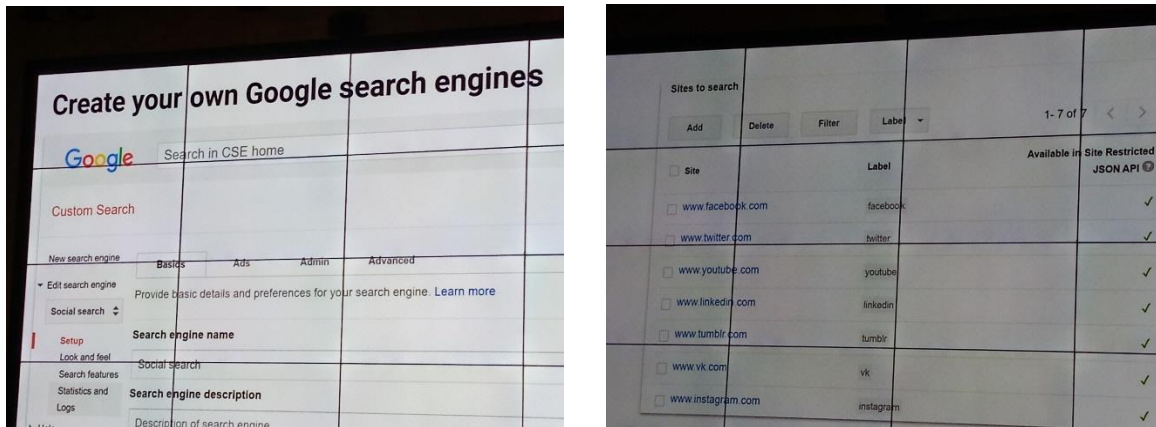 Create your own Google search engines
Google Search in CSE home
Custom Search
New search engine
Basics Ads Admin Advanced
Edit search engine
Provide basic details and preferences for your search engine. Learn more
Social search
Setup
Search engine name
Look and feel
Social search
Search features
Statistics and
Logs
Search engine description
Description of search engine
Sites to search
Add Delete Filter Label 1- 7 of 7
Site Label Available in Site Restricted
JSON API
www.facebook.com facebook
www.twitter.com twitter
www.youtube.com youtube
www.linkedin.com linkedin
www.tumblr.com tumblr
www.vk.com vk
www.instagram.com instagram